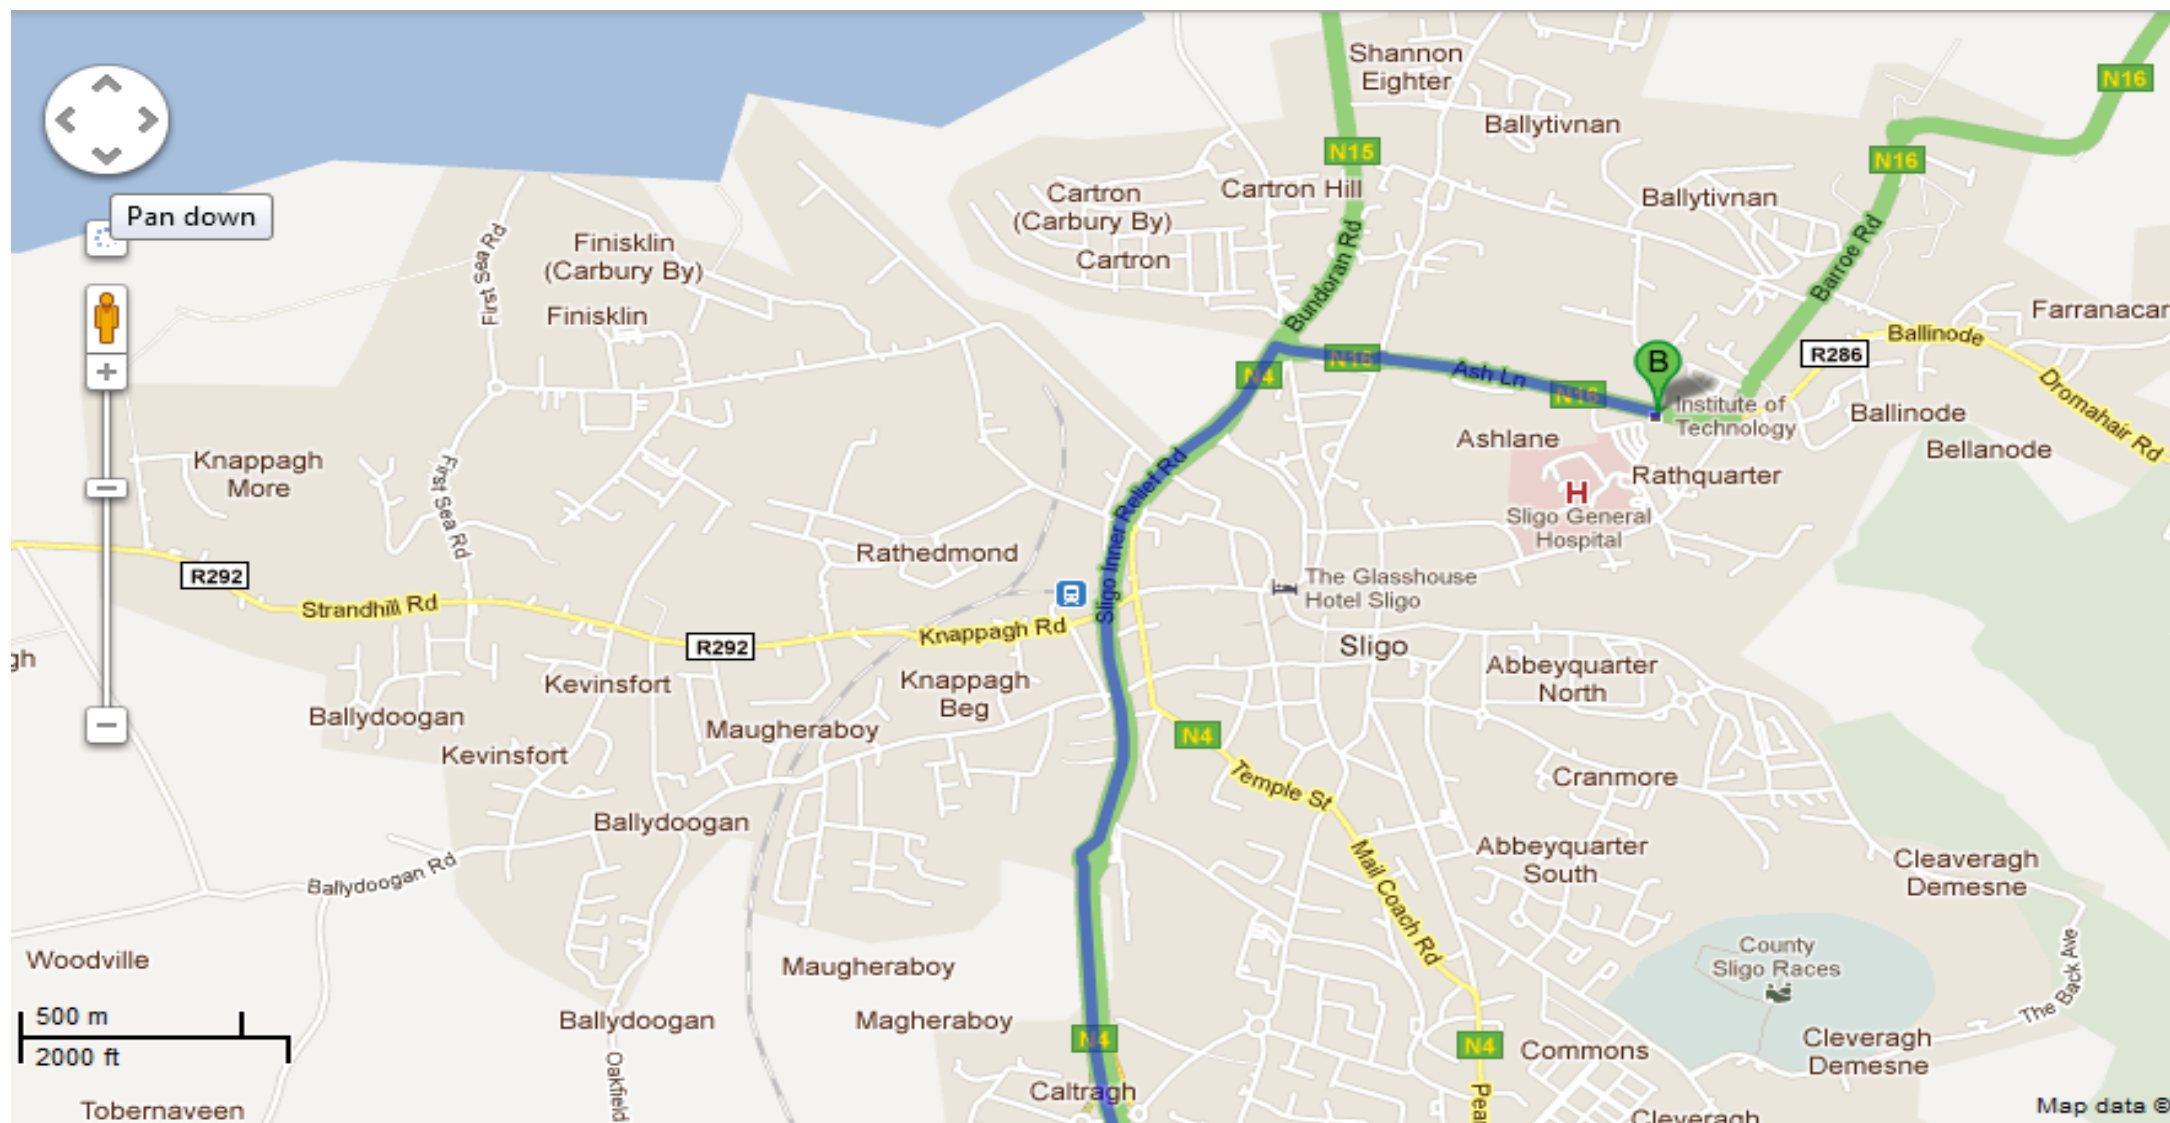 Shannon
Eighter
N16
Ballytivnan
N15
N16
Cartron
(Carbury By)
Cartron Hill
Ballytivnan
Pan down
First Sea Rd
Finisklin
(Carbury By)
Cartron
Bundoran Rd
Barroe Rd
Finisklin
Farranacar
Ballinode
R286
B
N16
N4
Ash Ln
N16
Dromahair Rd
Institute of
Technology
Ballinode
Ashlane
Bellanode
Knappagh
More
First Sea Rd
Sligo Inner Relief Rd
Rathquarter
H
Sligo General
Hospital
Rathedmond
R292
Strandhill Rd
The Glasshouse
Hotel Sligo
Knappagh Rd
R292
Sligo
gh
Kevinsfort
Knappagh
Beg
Abbeyquarter
North
Ballydoogan
Maugheraboy
N4
Kevinsfort
Temple St
Cranmore
Ballydoogan
Mail Coach Rd
Abbeyquarter
South
Ballydoogan Rd
Cleaveragh
Demesne
Woodville
Maugheraboy
County
Sligo Races
The Back Ave
500 m
2000 ft
Ballydoogan
Magheraboy
N4
N4
Commons
Cleveragh
Demesne
Oakfield
Caltragh
Pear
Tobernaveen
Cleveragh
Map data ©